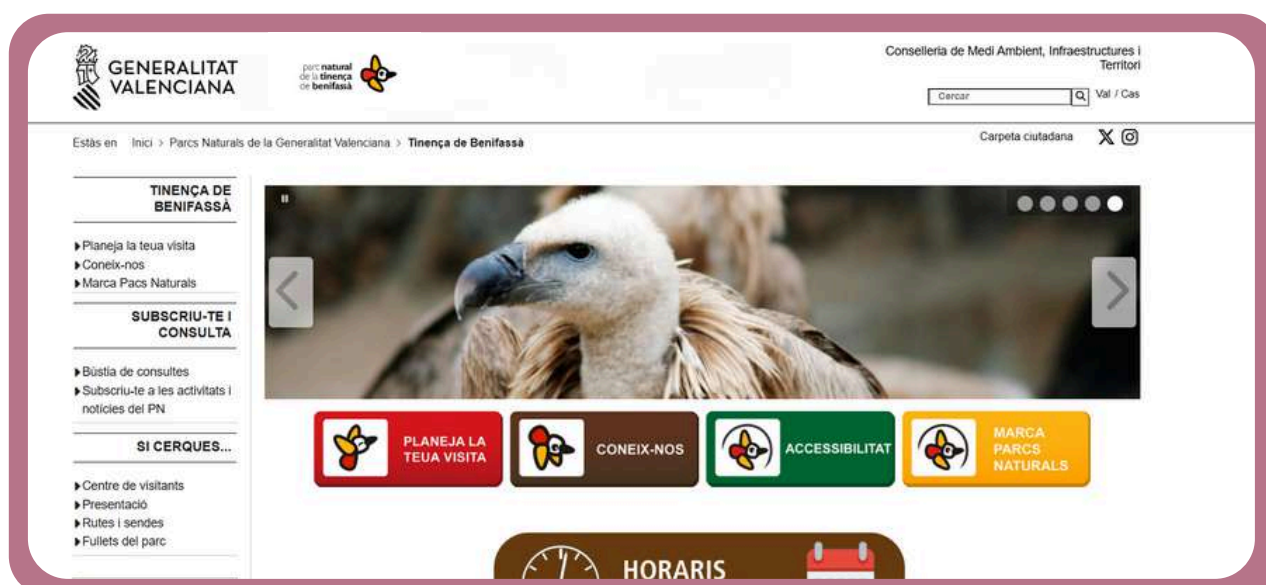 GENERALITAT
VALENCIANA
parc natural
de la tinença
de benifassà
Conselleria de Medi Ambient, Infraestructures i
Territori
Cercar
Val / Cas
Estàs en Inici > Parcs Naturals de la Generalitat Valenciana > Tinença de Benifassà
Carpeta ciutadana
TINENÇA DE
BENIFASSÀ
Planeja la teua visita
Coneix-nos
Marca Pacs Naturals
SUBSCRIU-TE I
CONSULTA
Bústia de consultes
Subscriu-te a les activitats i
notícies del PN
SI CERQUES...
Centre de visitants
Presentació
Rutes i sendes
Fullets del parc
PLANEJA LA
TEUA VISITA
CONEIX-NOS
ACCESSIBILITAT
MARCA
PARCS
NATURALS
HORARIS